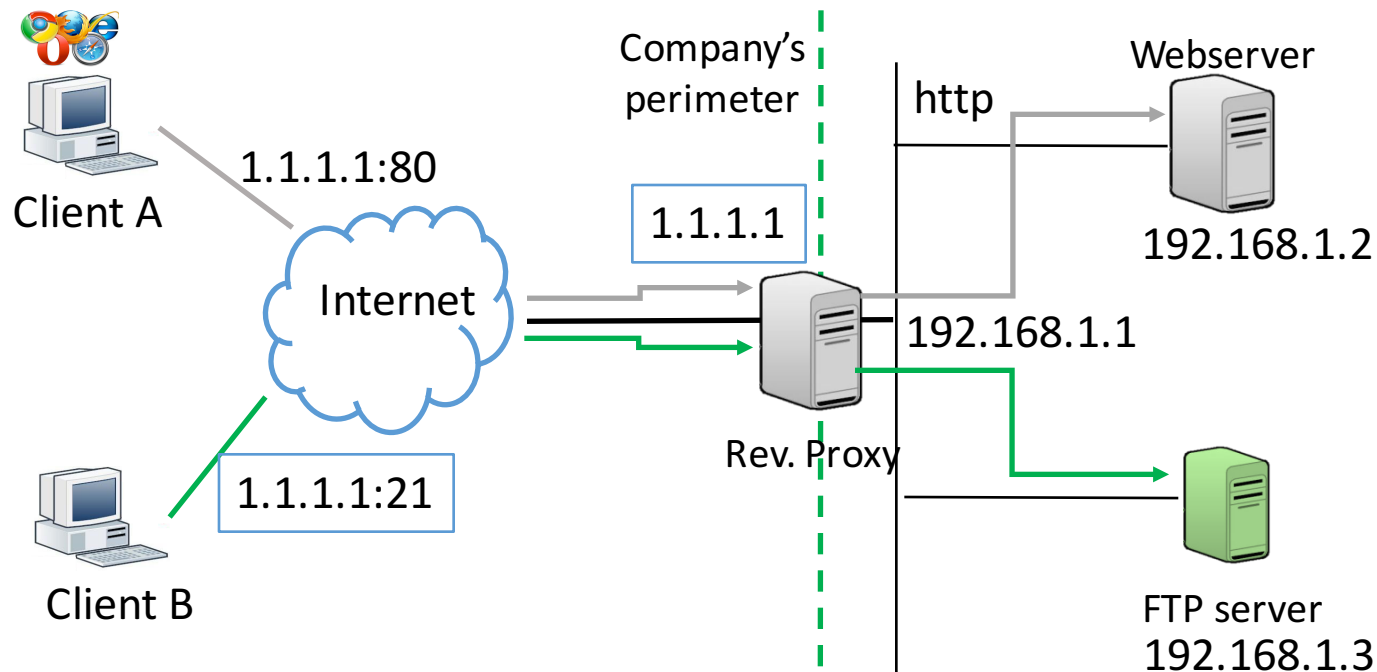 Company's
perimeter
Webserver
http
1.1.1.1:80
Client A
1.1.1.1
192.168.1.2
Internet
192.168.1.1
Rev. Proxy
1.1.1.1:21
Client B
FTP server
192.168.1.3